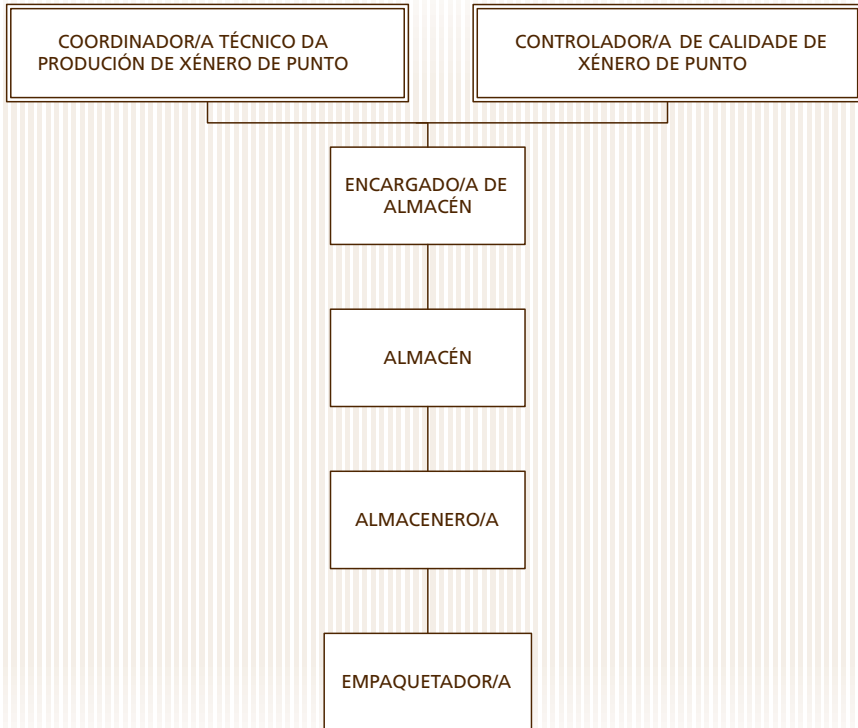 COORDINADOR/A TÉCNICO DA
PRODUCIÓN DE XÉNERO DE PUNTO
CONTROLADOR/A DE CALIDADE DE
XÉNERO DE PUNTO
ENCARGADO/A DE
ALMACÉN
ALMACÉN
ALMACENERO/A
EMPAQUETADOR/A